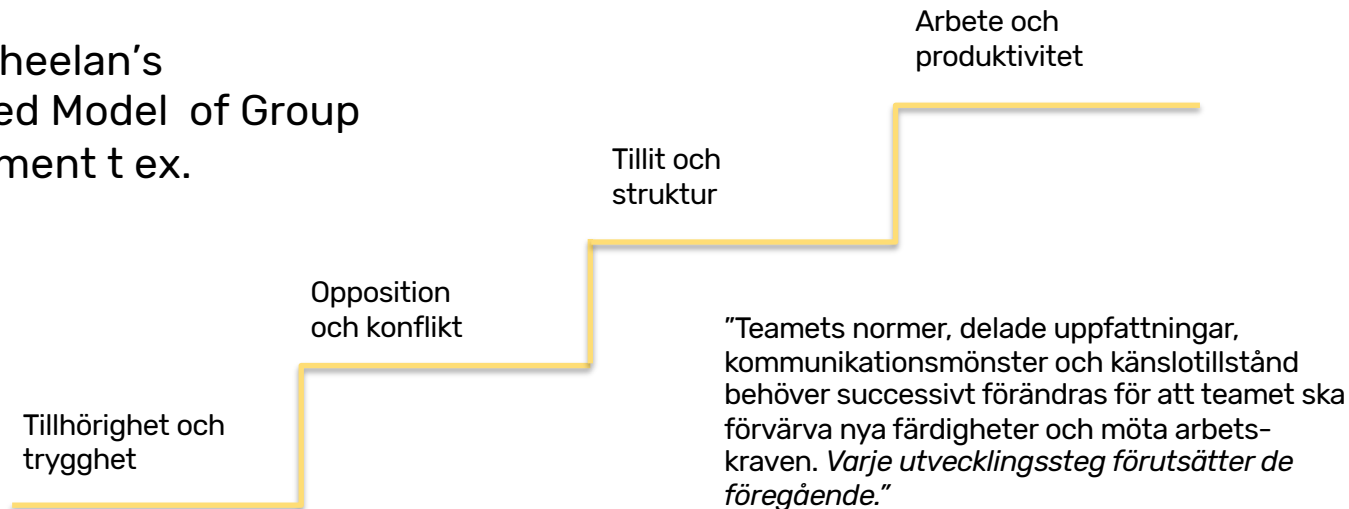 heelan’s
ed Model of Group
ment t ex.
Arbete och
produktivitet
Tillit och
struktur
Opposition
och konflikt
Tillhörighet och
trygghet
”Teamets normer, delade uppfattningar,
kommunikationsmönster och känslotillstånd
behöver successivt förändras för att teamet ska
förvärva nya färdigheter och möta arbets-
kraven. Varje utvecklingssteg förutsätter de
föregående.”